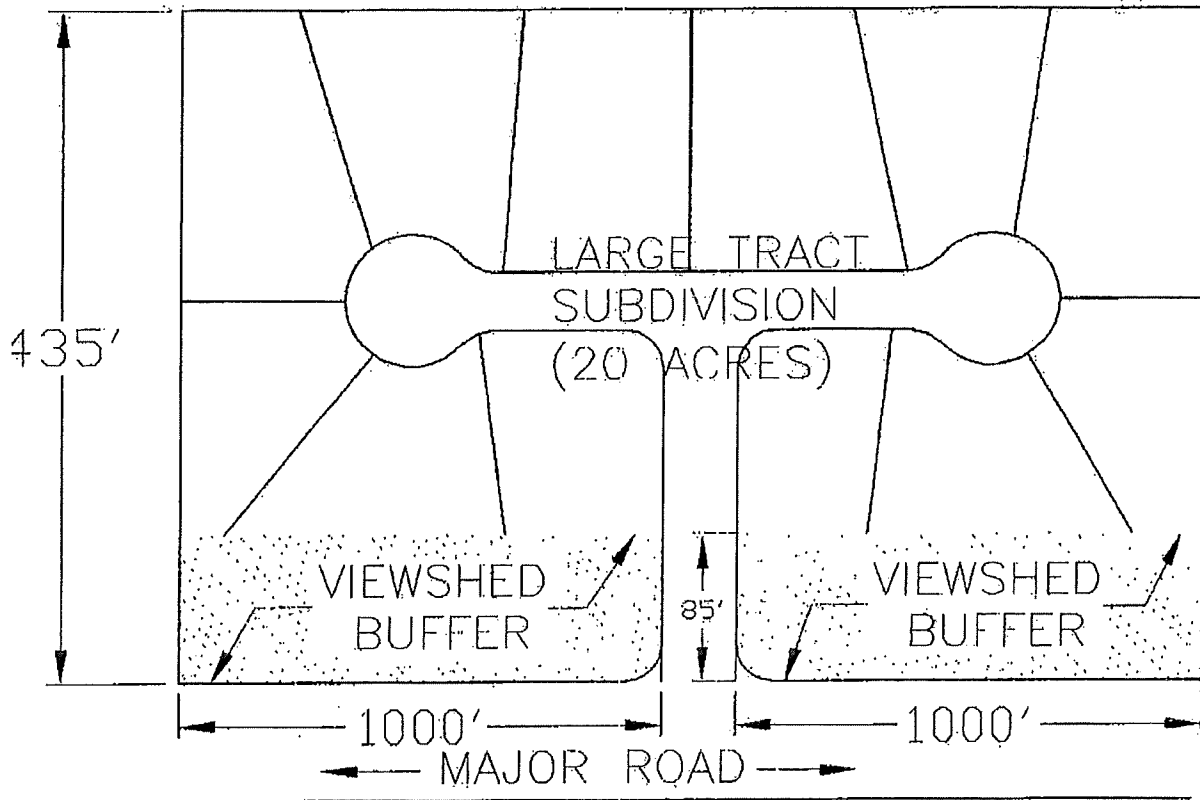 LARGE TRACT
SUBDIVISION
(20 ACRES)
435'
VIEWSHED
BUFFER
85'
VIEWSHED
BUFFER
1000'
1000'
MAJOR ROAD